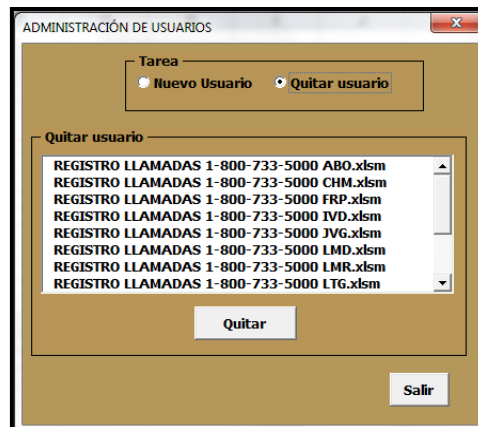 ADMINISTRACIÓN DE USUARIOS
Tarea
Nuevo Usuario Quitar usuario
Quitar usuario
REGISTRO LLAMADAS 1-800-733-5000 ABO.xlsm
REGISTRO LLAMADAS 1-800-733-5000 CHM.xlsm
REGISTRO LLAMADAS 1-800-733-5000 FRP.xlsm
REGISTRO LLAMADAS 1-800-733-5000 IVD.xlsm
REGISTRO LLAMADAS 1-800-733-5000 JVG.xlsm
REGISTRO LLAMADAS 1-800-733-5000 LMD.xlsm
REGISTRO LLAMADAS 1-800-733-5000 LMR.xlsm
REGISTRO LLAMADAS 1-800-733-5000 LTG.xlsm
Quitar
Salir